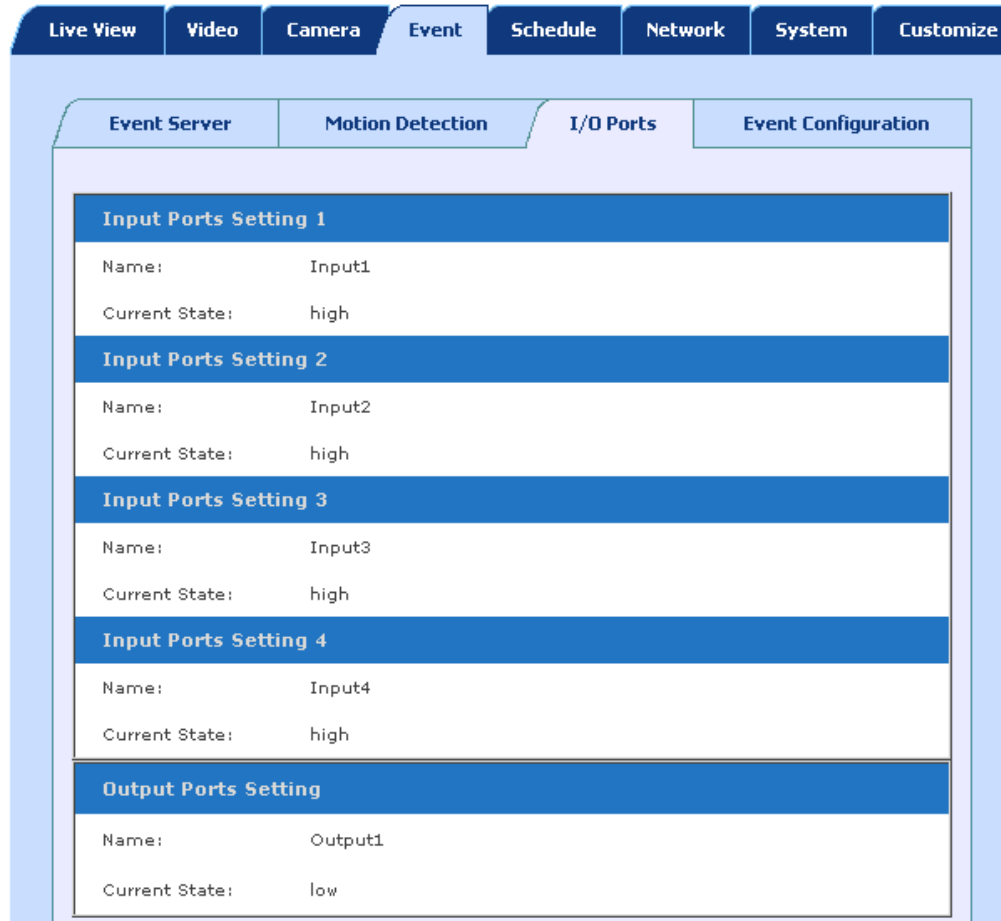 Live View Video Camera Event Schedule Network System Customize
Event Server Motion Detection I/O Ports Event Configuration
Input Ports Setting 1
Name: Input1
Current State: high
Input Ports Setting 2
Name: Input2
Current State: high
Input Ports Setting 3
Name: Input3
Current State: high
Input Ports Setting 4
Name: Input4
Current State: high
Output Ports Setting
Name: Output1
Current State: low